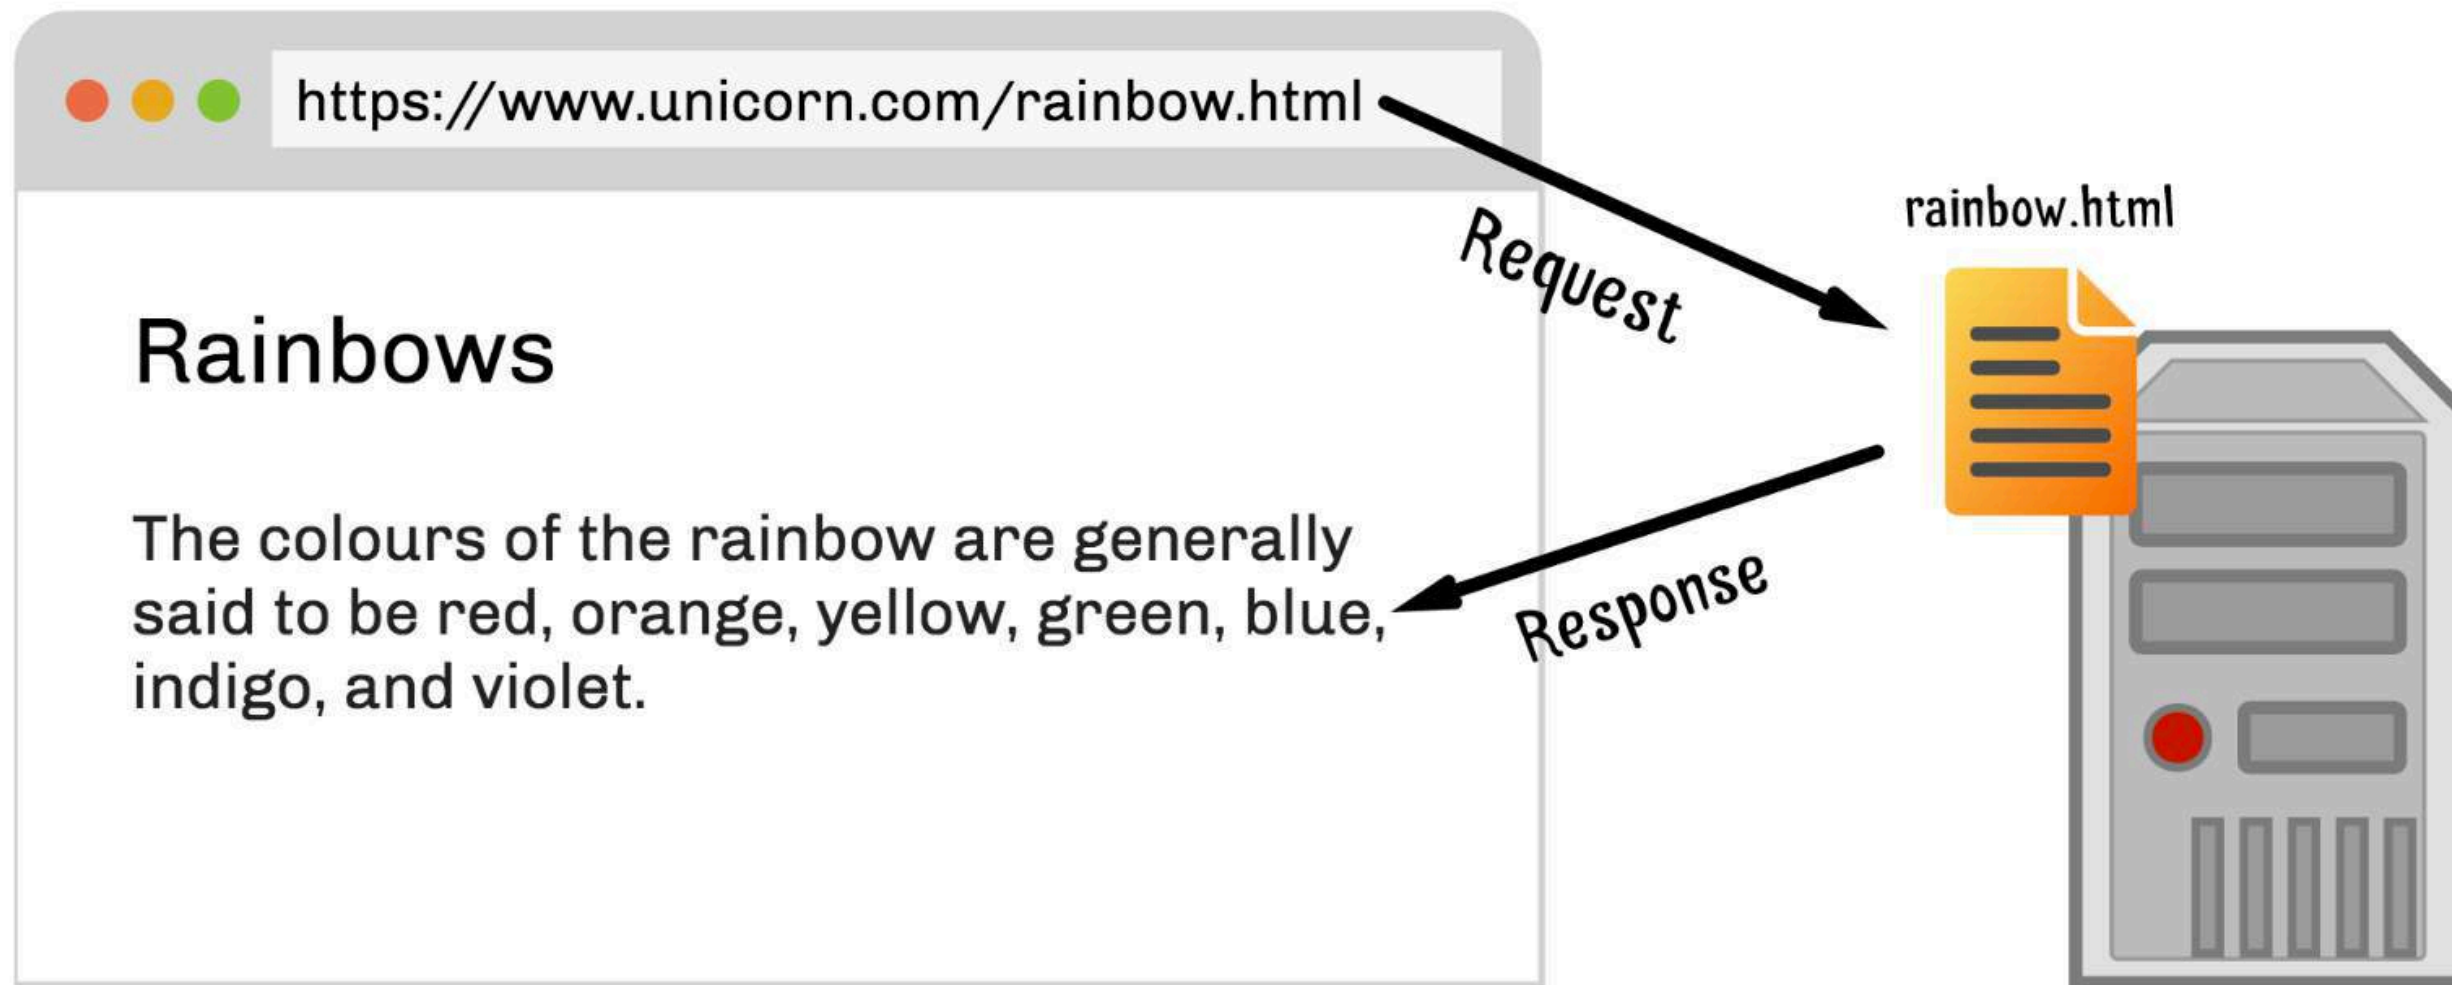 https://www.unicorn.com/rainbow.html
Request
rainbow.html
Rainbows
The colours of the rainbow are generally
said to be red, orange, yellow, green, blue,
indigo, and violet.
Response